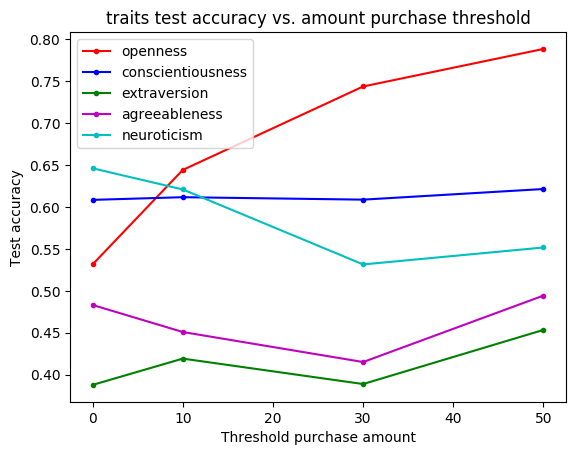 traits test accuracy vs. amount purchase threshold
openness
conscientiousness
extraversion
agreeableness
neuroticism
Test accuracy
0.80
0.75
0.70
0.65
0.60
0.55
0.50
0.45
0.40
0 10 20 30 40 50
Threshold purchase amount